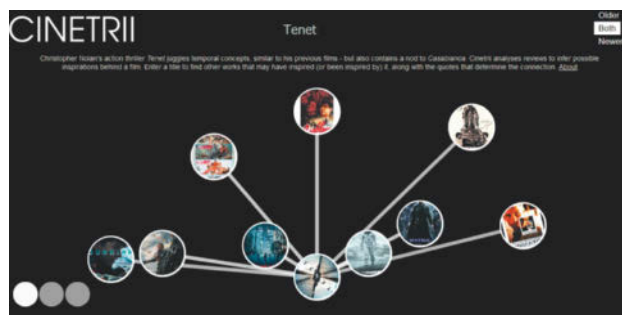 CINETRII
Tenet
Older
Both
Newer
Christopher Nolan's action thriller Tenet juggles temporal concepts, similar to his previous films - but also contains a nod to Casablanca. Cinetrii analyses reviews to infer possible
inspirations behind a film. Enter a title to find other works that may have inspired (or been inspired by) it, along with the quotes that determine the connection. About